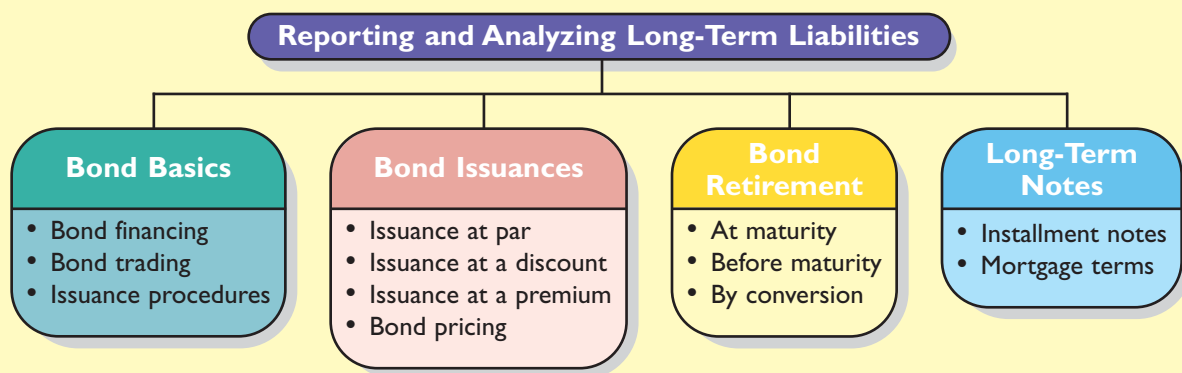 Reporting and Analyzing Long-Term Liabilities
Bond Basics
• Bond financing
• Bond trading
• Issuance procedures
Bond Issuances
• Issuance at par
• Issuance at a discount
• Issuance at a premium
• Bond pricing
Bond
Retirement
• At maturity
• Before maturity
• By conversion
Long-Term
Notes
• Installment notes
• Mortgage terms